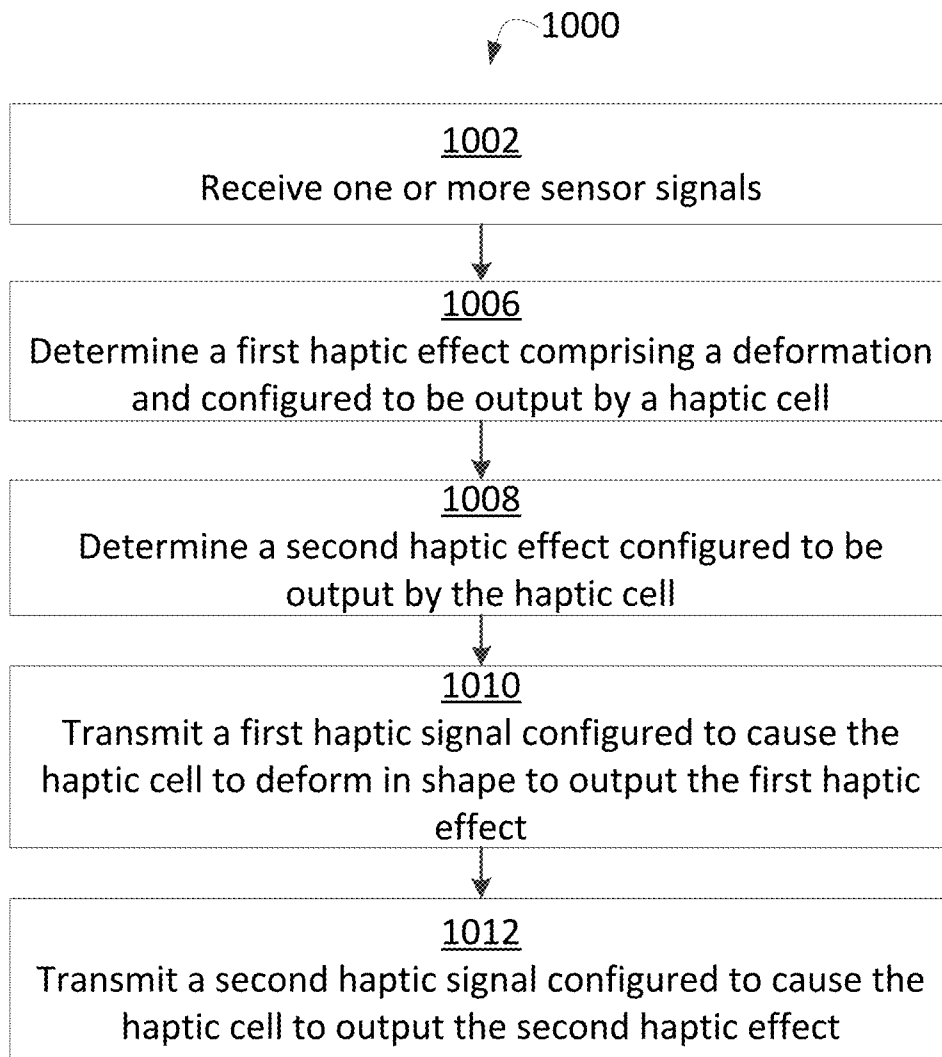 1000
1002
Receive one or more sensor signals
1006
Determine a first haptic effect comprising a deformation
and configured to be output by a haptic cell
1008
Determine a second haptic effect configured to be
output by the haptic cell
1010
Transmit a first haptic signal configured to cause the
haptic cell to deform in shape to output the first haptic
effect
1012
Transmit a second haptic signal configured to cause the
haptic cell to output the second haptic effect